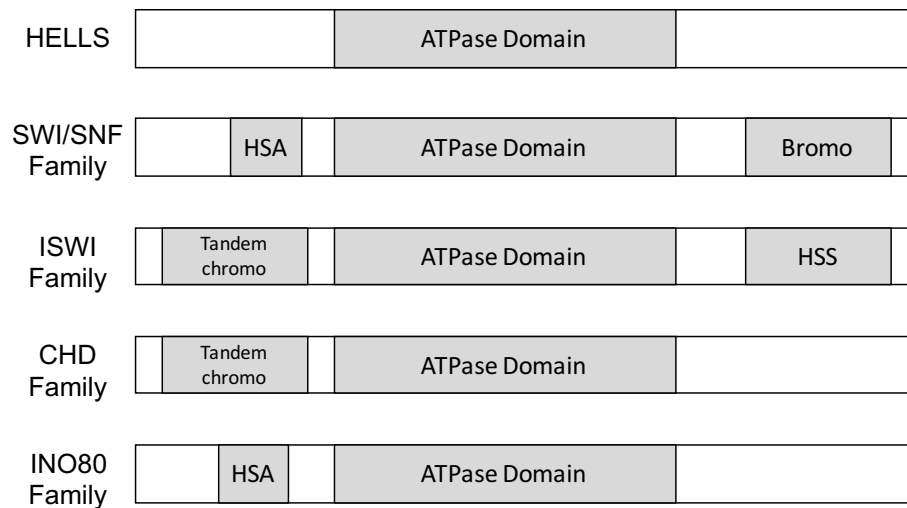 HELLS
ATPase Domain
SWI/SNF
Family
HSA
ATPase Domain
Bromo
ISWI
Family
Tandem
chromo
ATPase Domain
HSS
CHD
Family
Tandem
chromo
ATPase Domain
INO80
Family
HSA
ATPase Domain